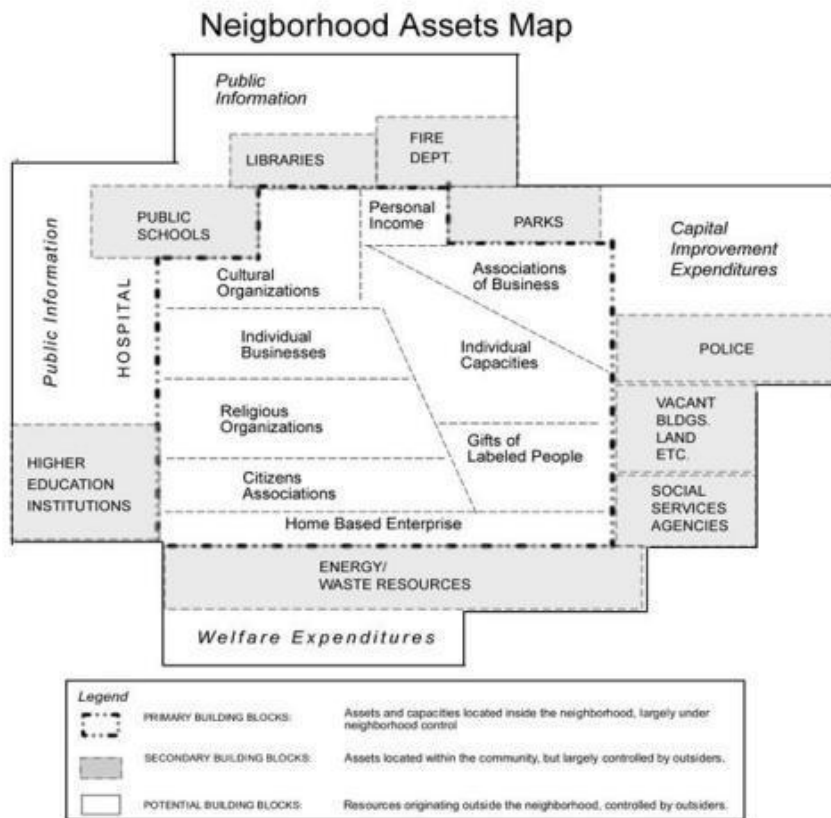 Neigborhood Assets Map
Public
Information
LIBRARIES
FIRE
DEPT.
PUBLIC
SCHOOLS
Personal
Income
PARKS
Capital
Improvement
Expenditures
Public Information
HOSPITAL
Cultural
Organizations
Associations
of Business
Individual
Businesses
Individual
Capacities
POLICE
Religious
Organizations
Gifts of
Labeled People
VACANT
BLDGS.
LAND
ETC.
HIGHER
EDUCATION
INSTITUTIONS
Citizens
Associations
SOCIAL
SERVICES
AGENCIES
Home Based Enterprise
ENERGY/
WASTE RESOURCES
Welfare Expenditures
Legend
PRIMARY BUILDING BLOCKS: Assets and capacities located inside the neighborhood, largely under
neighborhood control
SECONDARY BUILDING BLOCKS: Assets located within the community, but largely controlled by outsiders.
POTENTIAL BUILDING BLOCKS: Resources originating outside the neighborhood, controlled by outsiders.